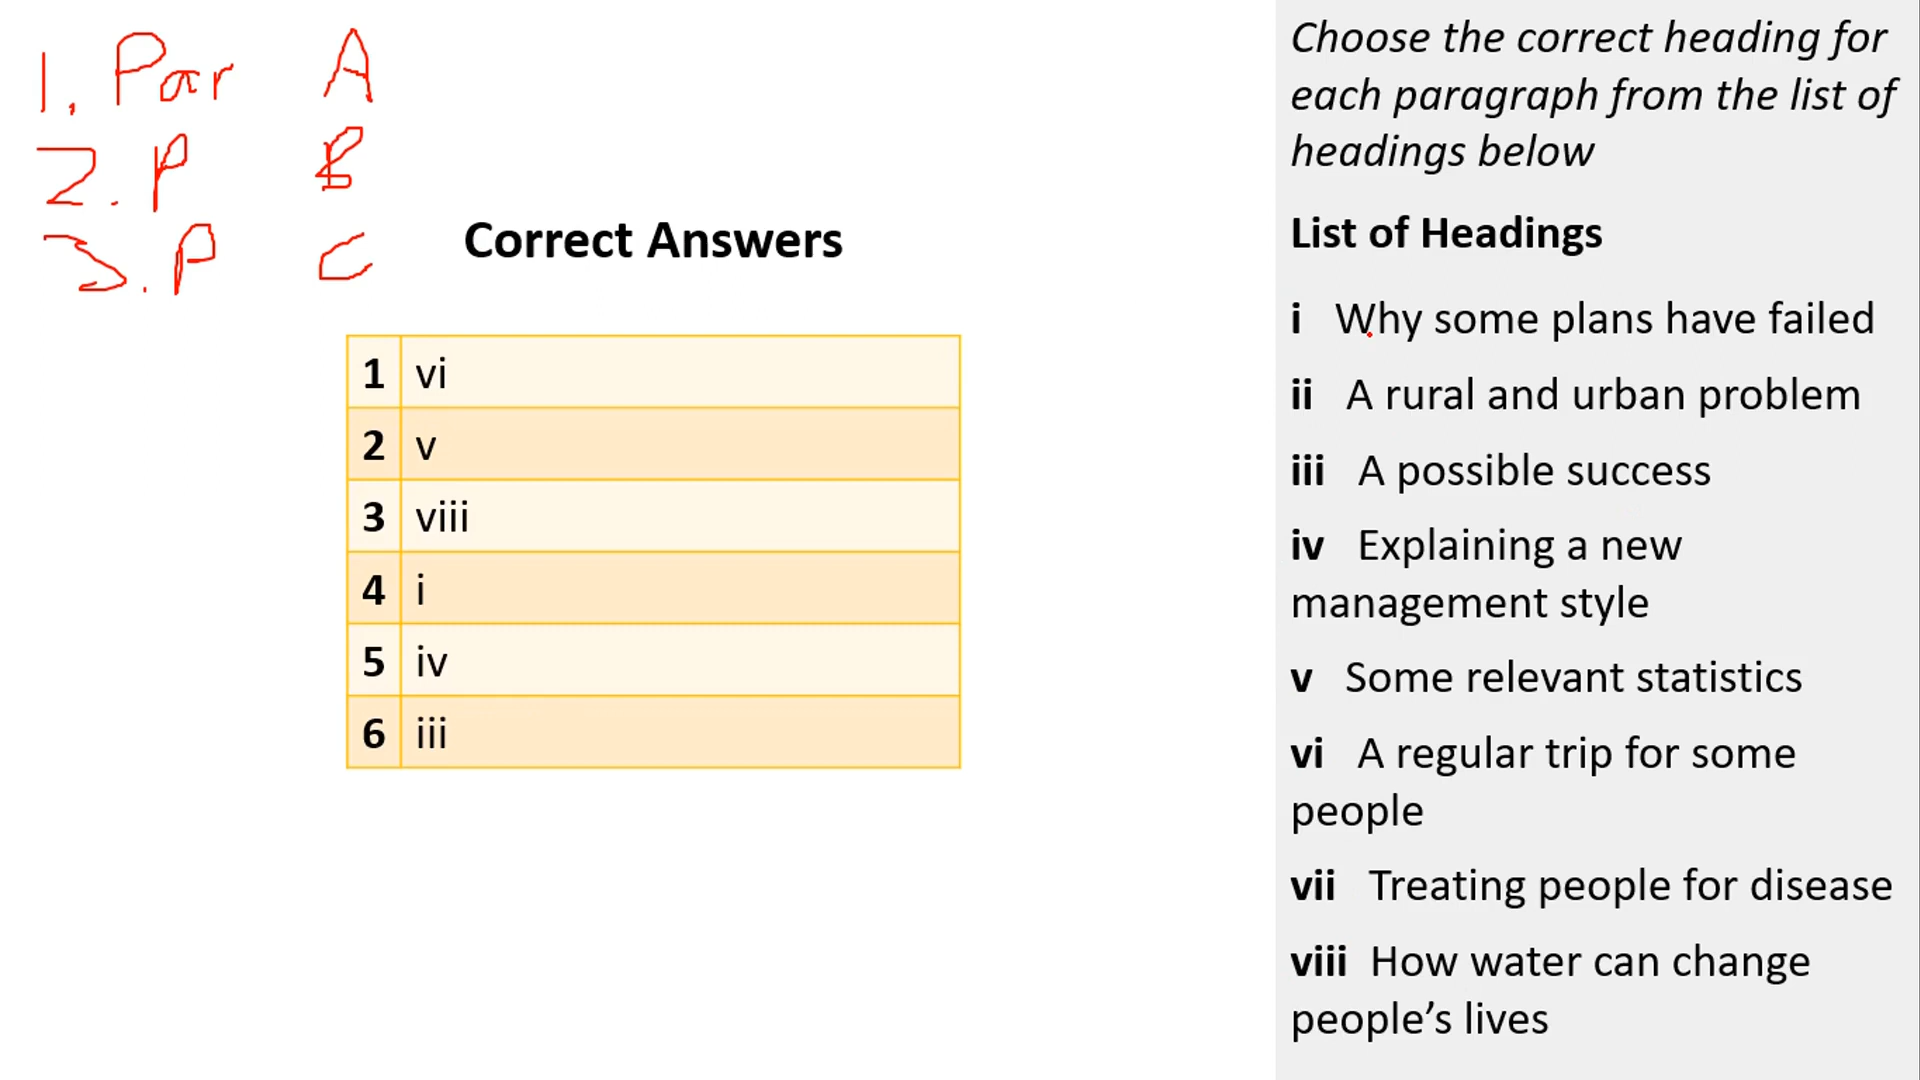 1. Par A
2. P B
3. P C
Correct Answers
1 vi
2 v
3 viii
4 i
5 iv
6 iii
Choose the correct heading for
each paragraph from the list of
headings below
List of Headings
i Why some plans have failed
ii A rural and urban problem
iii A possible success
iv Explaining a new
management style
v Some relevant statistics
vi A regular trip for some
people
vii Treating people for disease
viii How water can change
people’s lives